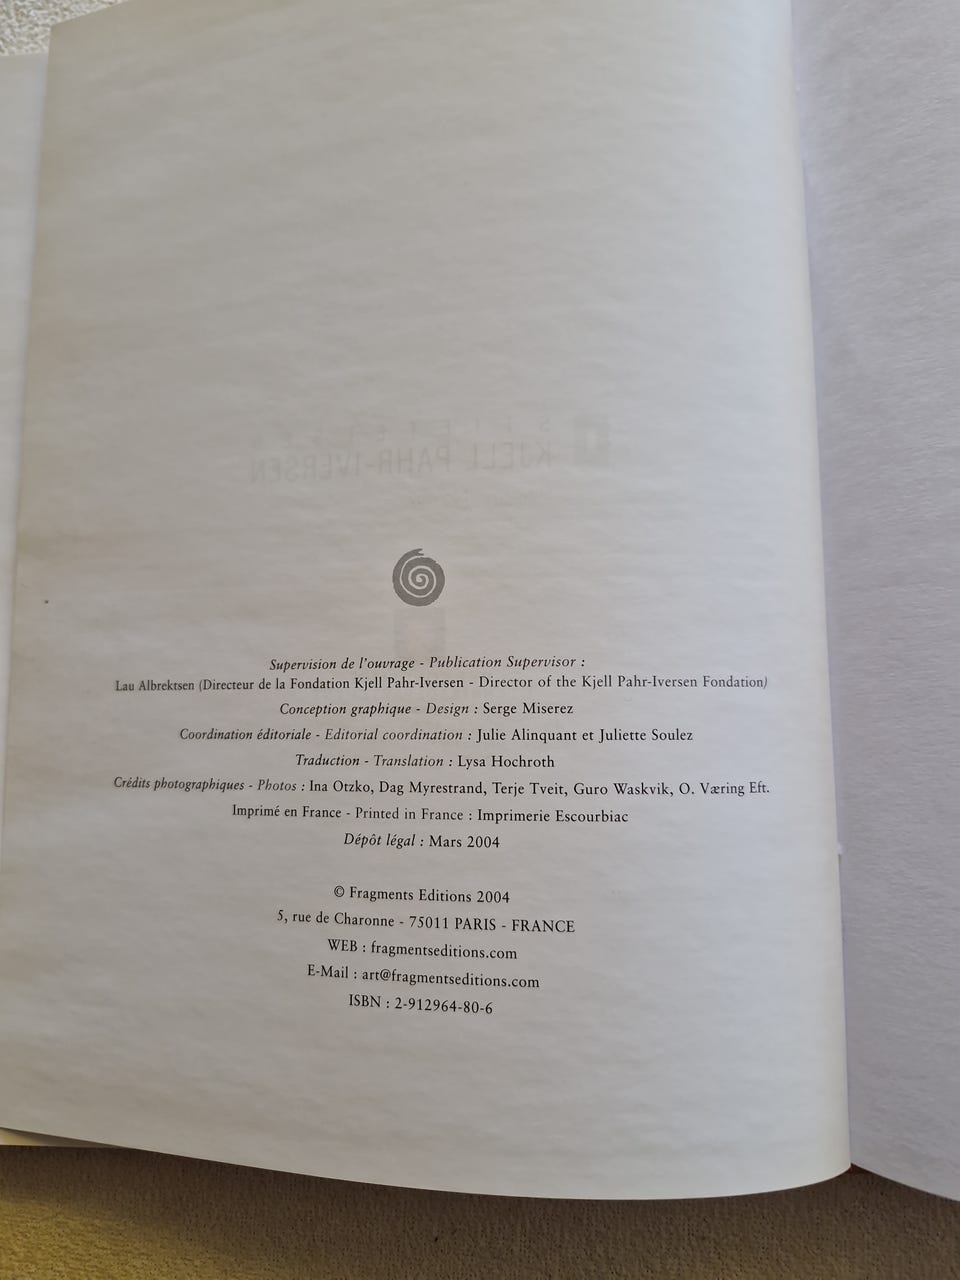 KJELL PAHR-IVERSEN
Supervision de l'ouvrage - Publication Supervisor :
Lau Albrektsen (Directeur de la Fondation Kjell Pahr-Iversen - Director of the Kjell Pahr-Iversen Fondation)
Conception graphique - Design : Serge Miserez
Coordination éditoriale - Editorial coordination : Julie Alinquant et Juliette Soulez
Traduction - Translation : Lysa Hochroth
Crédits photographiques - Photos : Ina Otzko, Dag Myrestrand, Terje Tveit, Guro Waskvik, O. Væring Eft.
Imprimé en France - Printed in France : Imprimerie Escourbiac
Dépôt légal : Mars 2004
© Fragments Editions 2004
5, rue de Charonne - 75011 PARIS - FRANCE
WEB : fragmentseditions.com
E-Mail : art@fragmentseditions.com
ISBN : 2-912964-80-6